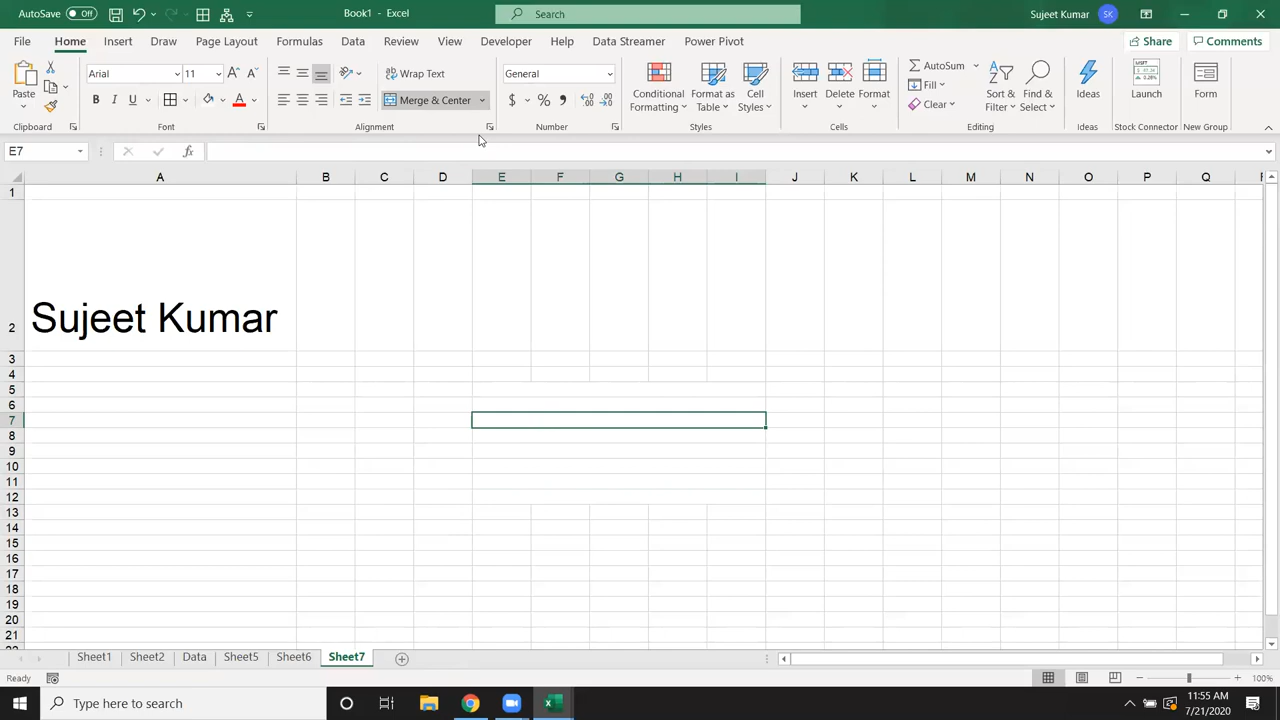 AutoSave Off Book1 - Excel Search Sujeet Kumar SK
File Home Insert Draw Page Layout Formulas Data Review View Developer Help Data Streamer Power Pivot Share Comments
Paste Arial 11 A A Wrap Text General Conditional Formatting Format as Table Cell Styles Insert Delete Format AutoSum Sort & Filter Find & Select Ideas Launch Form
B I U A Merge & Center $ % , Fill
Clear
Clipboard Font Alignment Number Styles Cells Editing Ideas Stock Connector New Group
E7 fx
A B C D E F G H I J K L M N O P Q
1
2 Sujeet Kumar
3
4
5
6
7
8
9
10
11
12
13
14
15
16
17
18
19
20
21
Sheet1 Sheet2 Data Sheet5 Sheet6 Sheet7
Ready 100%
Type here to search 11:55 AM
7/21/2020